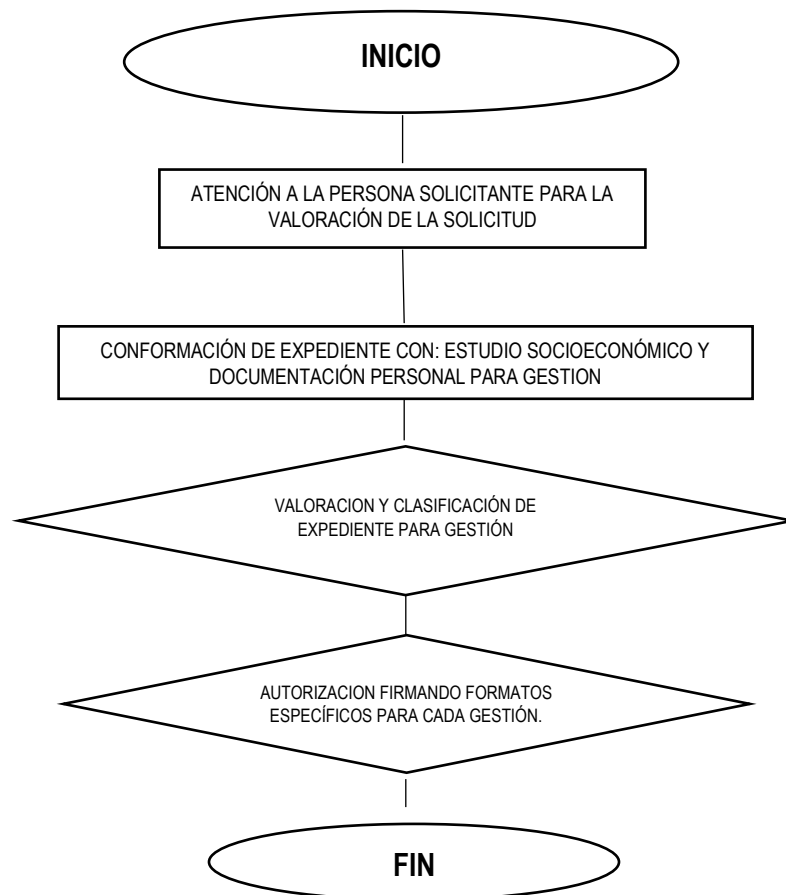 INICIO
ATENCIÓN A LA PERSONA SOLICITANTE PARA LA
VALORACIÓN DE LA SOLICITUD
CONFORMACIÓN DE EXPEDIENTE CON: ESTUDIO SOCIOECONÓMICO Y
DOCUMENTACIÓN PERSONAL PARA GESTION
VALORACION Y CLASIFICACIÓN DE
EXPEDIENTE PARA GESTIÓN
AUTORIZACION FIRMANDO FORMATOS
ESPECÍFICOS PARA CADA GESTIÓN.
FIN